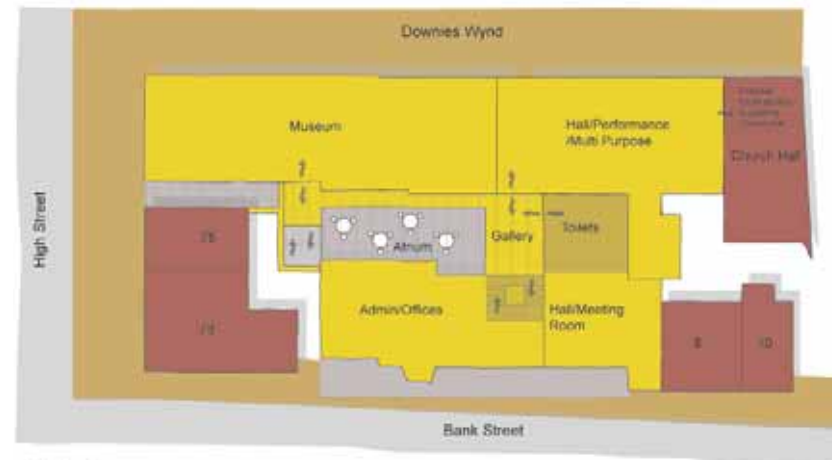 Downies Wynd
High Street
Museum
Hall/Performance
/Multi Purpose
Church Hall
Atrium
Gallery
Toilets
Admin/Offices
Hall/Meeting
Room
10
Bank Street